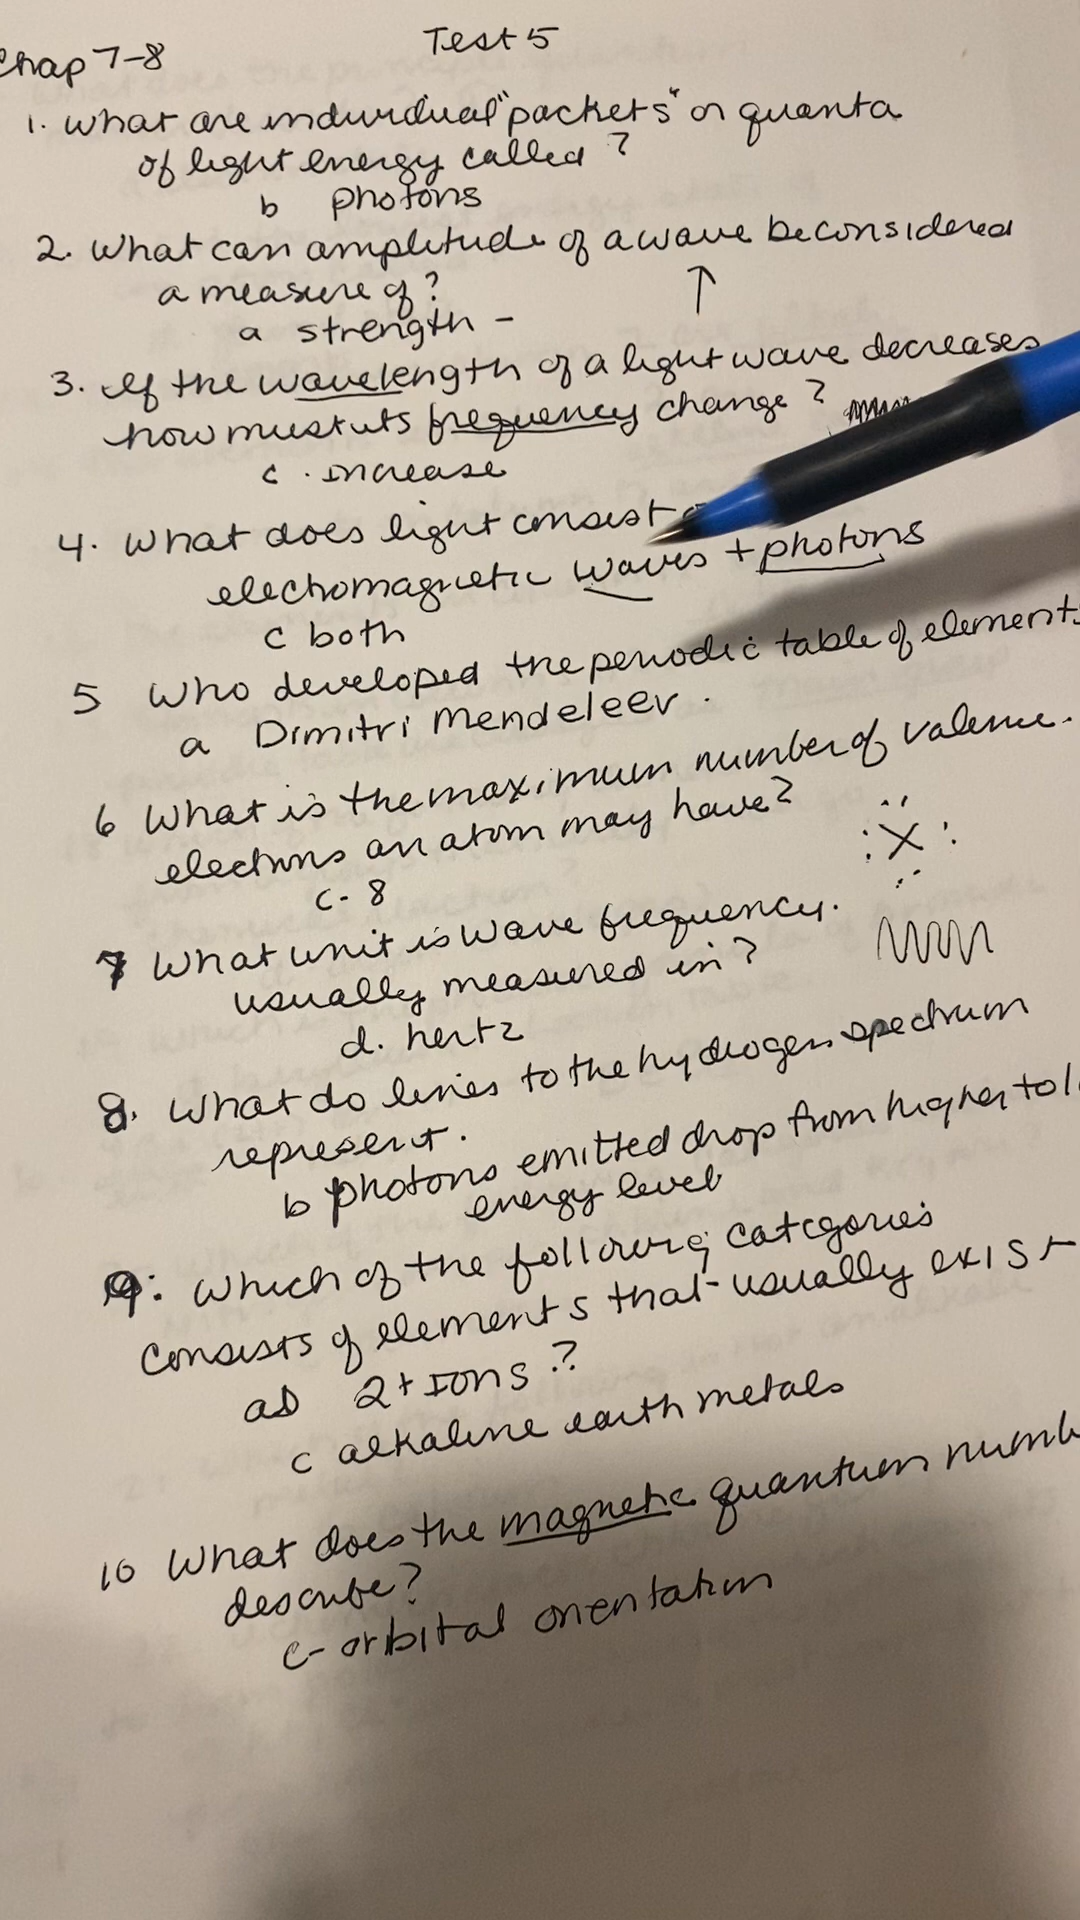 Test 5
Chap 7-8
1. What are individual "packets" or quanta
of light energy called?
b photons
2. What can amplitude of a wave be considered
a measure of? ↑
a strength -
3. If the wavelength of a light wave decreases
how must its frequency change?
c. increase
4. What does light consist
electromagnetic waves + photons
c both
5 Who developed the periodic table of elements
a Dimitri Mendeleev.
6 What is the maximum number of valence.
electrons an atom may have? : X :
c- 8
7 What unit is wave frequency.
usually measured in?
d. hertz
8. What do lines to the hydrogen spectrum
represent.
b photons emitted drop from higher to
energy level
9: Which of the following categories
consists of elements that usually exist
as 2+ ions.?
c alkaline earth metals
10 What does the magnetic quantum
describe?
c- orbital orientation